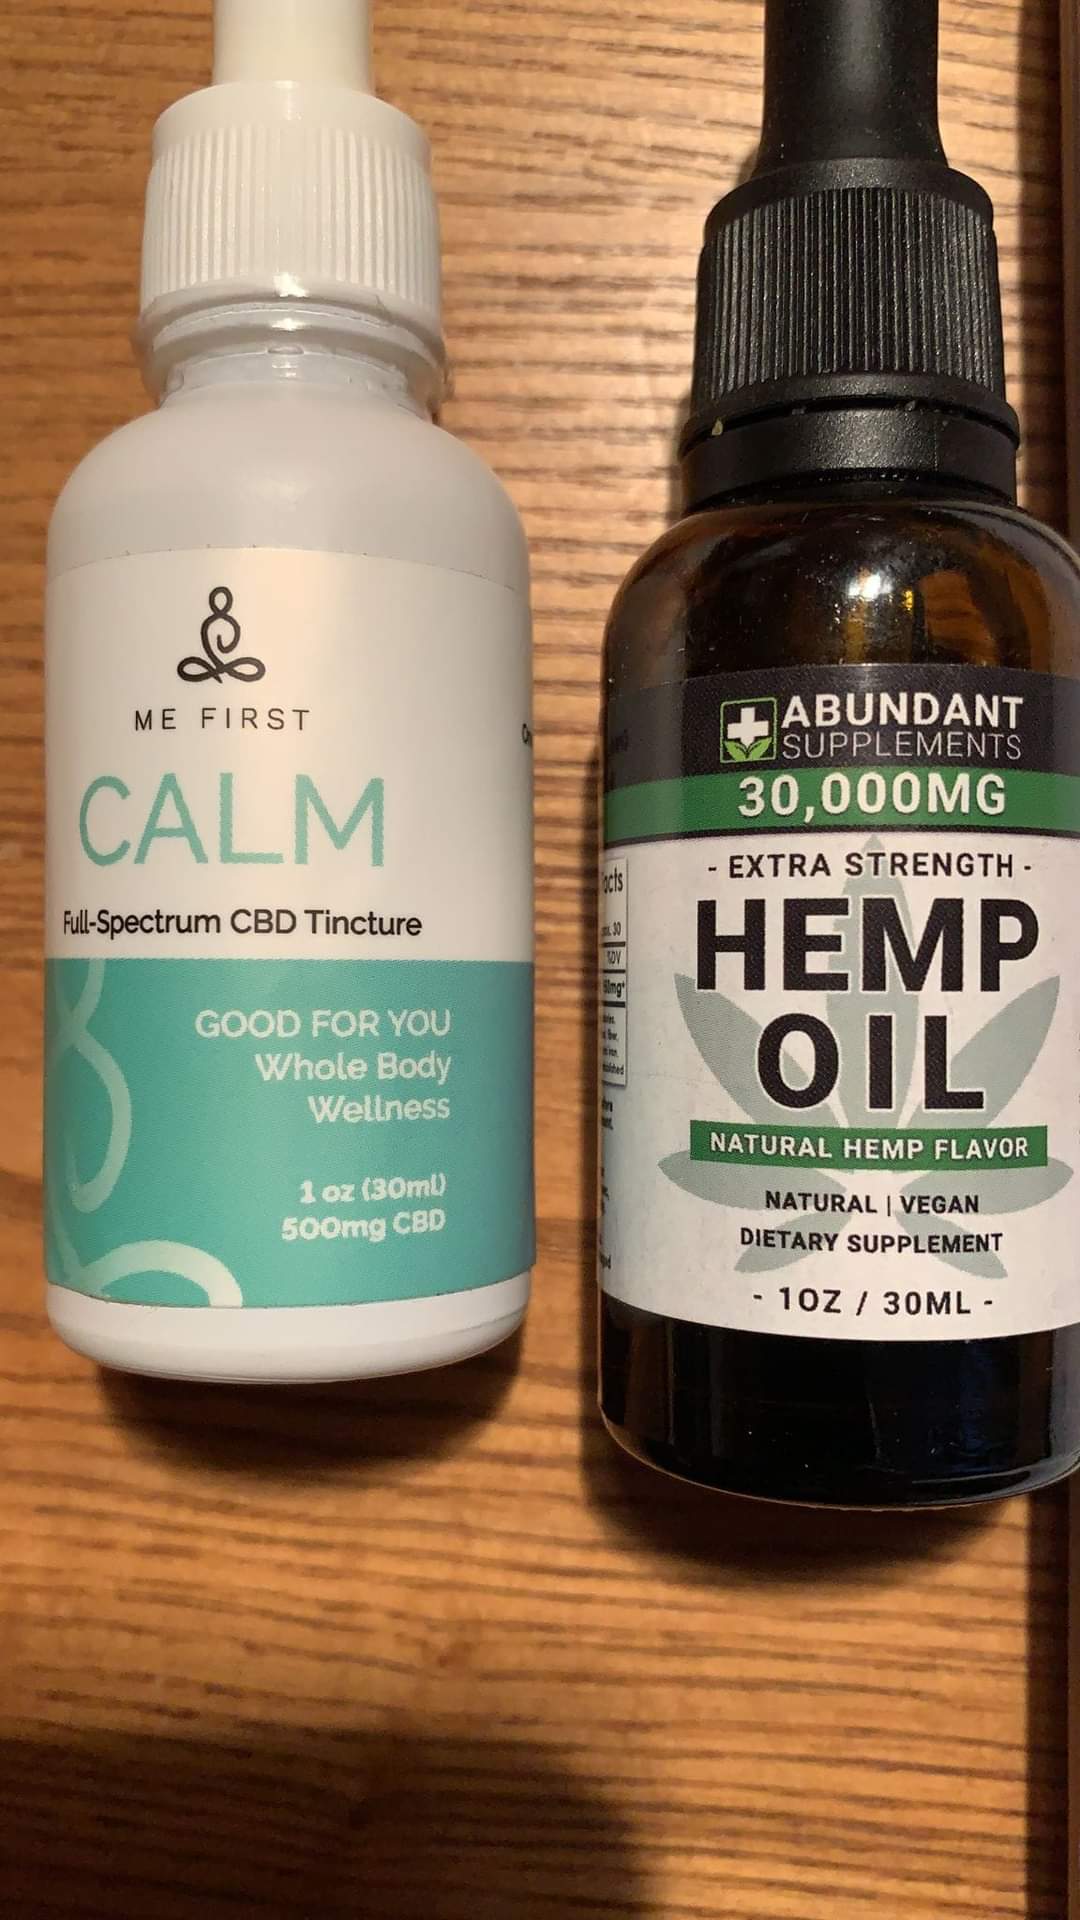 ME FIRST
CALM
Full-Spectrum CBD Tincture
GOOD FOR YOU
Whole Body
Wellness
1 oz (30ml)
500mg CBD
ABUNDANT
SUPPLEMENTS
30,000MG
- EXTRA STRENGTH -
HEMP
OIL
NATURAL HEMP FLAVOR
NATURAL | VEGAN
DIETARY SUPPLEMENT
- 1OZ / 30ML -
%DV